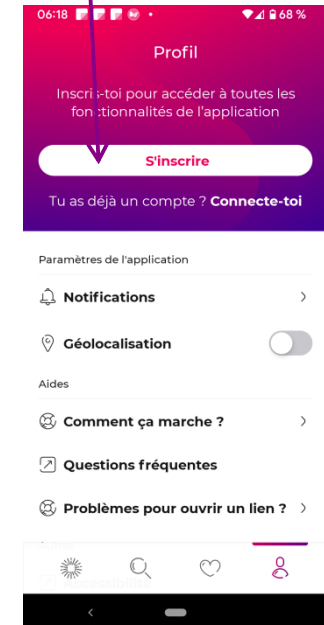 06:18 68 %
Profil
Inscris-toi pour accéder à toutes les
fonctionnalités de l'application
S'inscrire
Tu as déjà un compte ? Connecte-toi
Paramètres de l'application
Notifications
Géolocalisation
Aides
Comment ça marche ?
Questions fréquentes
Problèmes pour ouvrir un lien ?